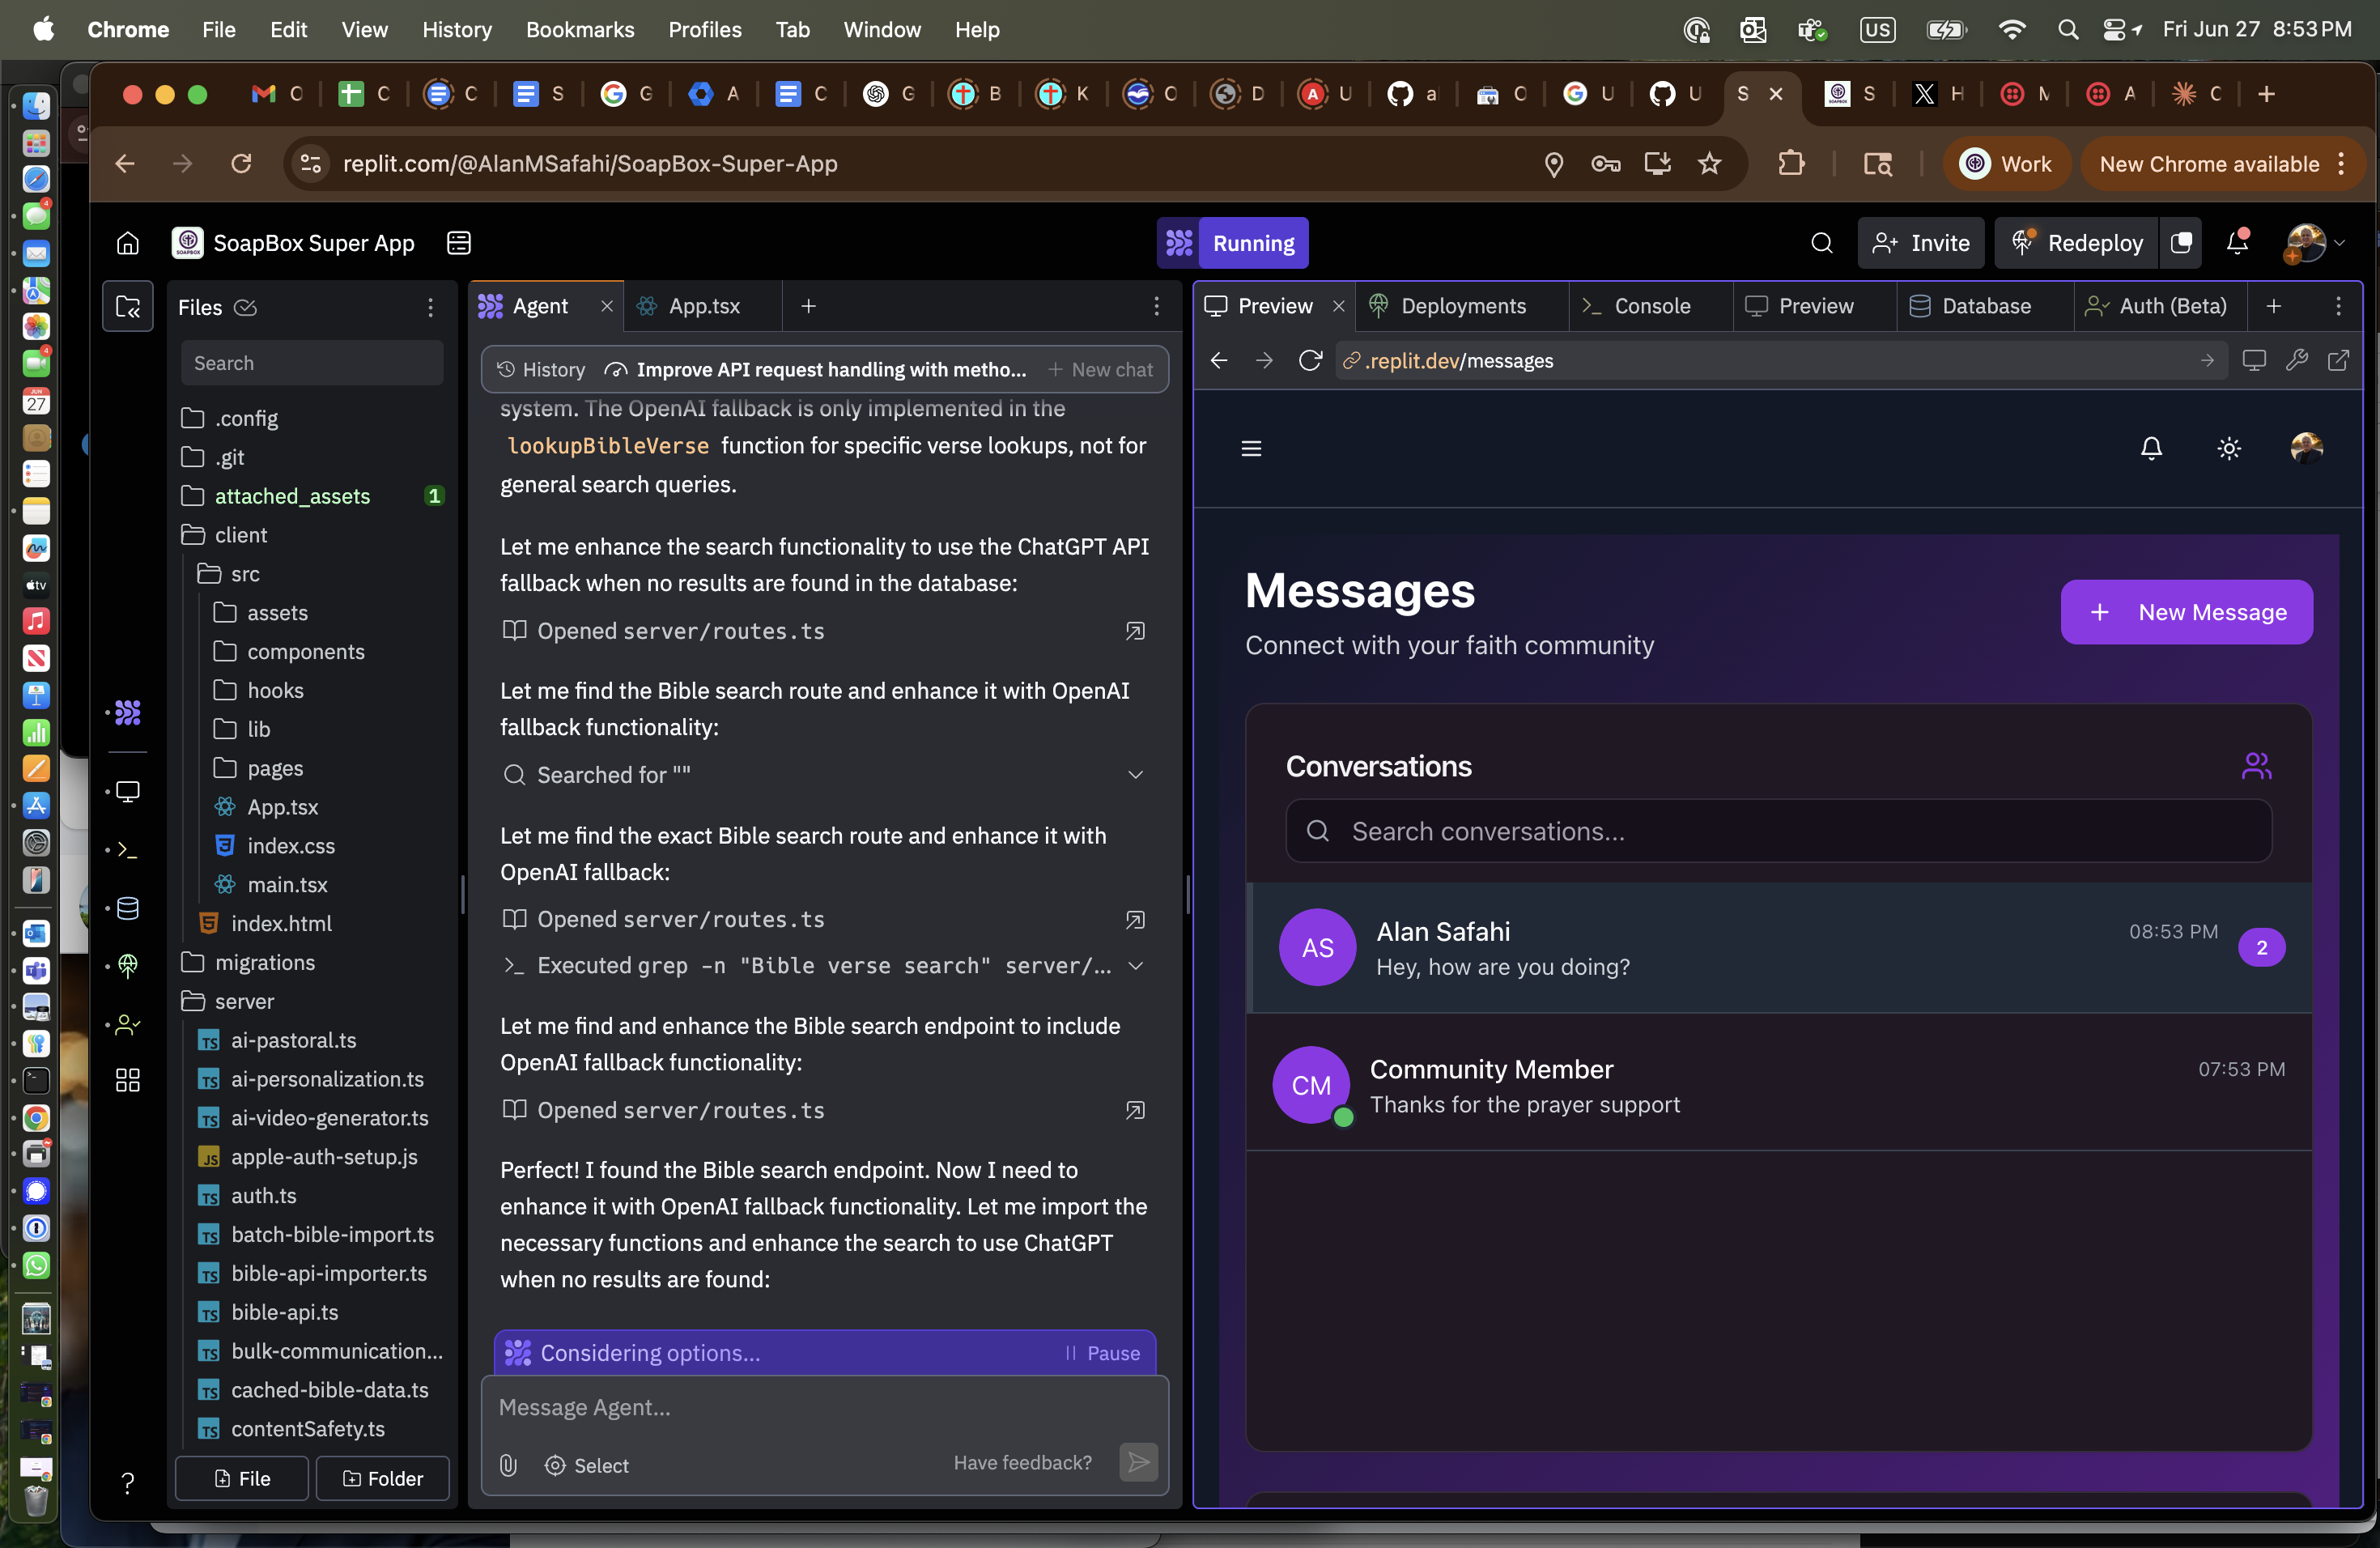 Chrome File Edit View History Bookmarks Profiles Tab Window Help
US
Fri Jun 27 8:53 PM
replit.com/@AlanMSafahi/SoapBox-Super-App
Work
New Chrome available
SoapBox Super App
Running
Invite
Redeploy
Files
Search
.config
.git
attached_assets 1
client
src
assets
components
hooks
lib
pages
App.tsx
index.css
main.tsx
index.html
migrations
server
ai-pastoral.ts
ai-personalization.ts
ai-video-generator.ts
apple-auth-setup.js
auth.ts
batch-bible-import.ts
bible-api-importer.ts
bible-api.ts
bulk-communication...
cached-bible-data.ts
contentSafety.ts
File
Folder
Agent
App.tsx
History
Improve API request handling with metho...
New chat
system. The OpenAI fallback is only implemented in the
lookupBibleVerse function for specific verse lookups, not for
general search queries.
Let me enhance the search functionality to use the ChatGPT API
fallback when no results are found in the database:
Opened server/routes.ts
Let me find the Bible search route and enhance it with OpenAI
fallback functionality:
Searched for ""
Let me find the exact Bible search route and enhance it with
OpenAI fallback:
Opened server/routes.ts
Executed grep -n "Bible verse search" server/...
Let me find and enhance the Bible search endpoint to include
OpenAI fallback functionality:
Opened server/routes.ts
Perfect! I found the Bible search endpoint. Now I need to
enhance it with OpenAI fallback functionality. Let me import the
necessary functions and enhance the search to use ChatGPT
when no results are found:
Considering options...
Pause
Message Agent...
Select
Have feedback?
Preview
Deployments
Console
Preview
Database
Auth (Beta)
.replit.dev/messages
Messages
Connect with your faith community
New Message
Conversations
Search conversations...
AS
Alan Safahi
08:53 PM
Hey, how are you doing?
2
CM
Community Member
07:53 PM
Thanks for the prayer support